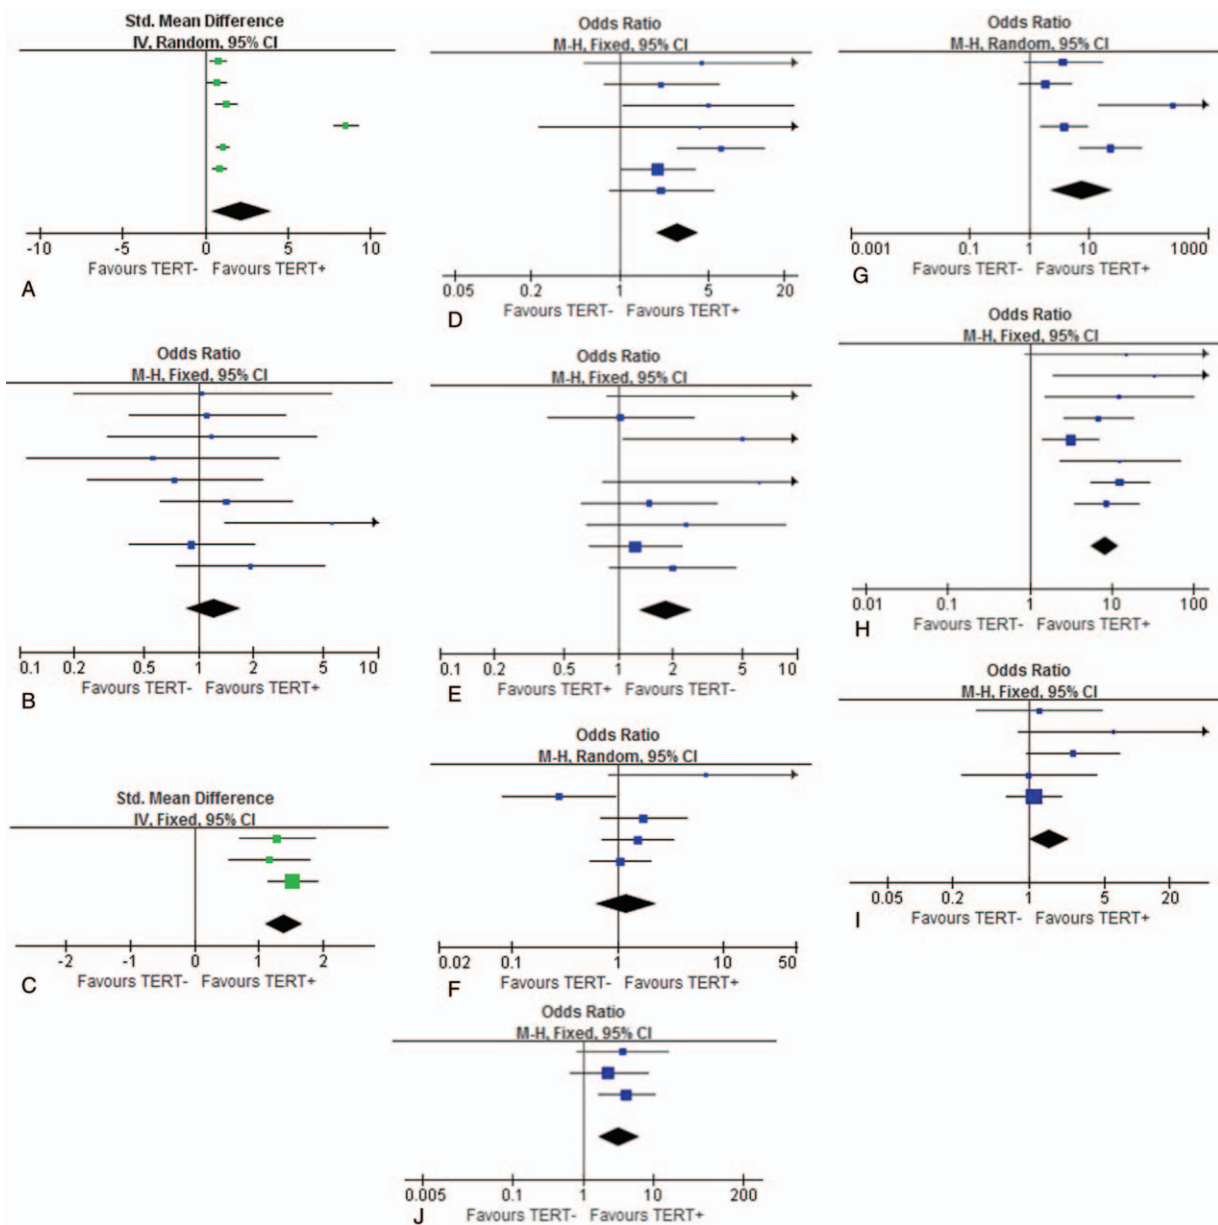 Std. Mean Difference
IV, Random, 95% CI
-10 -5 0 5 10
Favours TERT- Favours TERT+
A
Odds Ratio
M-H, Fixed, 95% CI
0.1 0.2 0.5 1 2 5 10
Favours TERT- Favours TERT+
B
Std. Mean Difference
IV, Fixed, 95% CI
-2 -1 0 1 2
Favours TERT- Favours TERT+
C
Odds Ratio
M-H, Fixed, 95% CI
0.05 0.2 1 5 20
Favours TERT- Favours TERT+
D
Odds Ratio
M-H, Fixed, 95% CI
0.1 0.2 0.5 1 2 5 10
Favours TERT+ Favours TERT-
E
Odds Ratio
M-H, Random, 95% CI
0.02 0.1 1 10 50
Favours TERT- Favours TERT+
F
Odds Ratio
M-H, Random, 95% CI
0.001 0.1 1 10 1000
Favours TERT- Favours TERT+
G
Odds Ratio
M-H, Fixed, 95% CI
0.01 0.1 1 10 100
Favours TERT- Favours TERT+
H
Odds Ratio
M-H, Fixed, 95% CI
0.05 0.2 1 5 20
Favours TERT- Favours TERT+
I
Odds Ratio
M-H, Fixed, 95% CI
0.005 0.1 1 10 200
Favours TERT- Favours TERT+
J